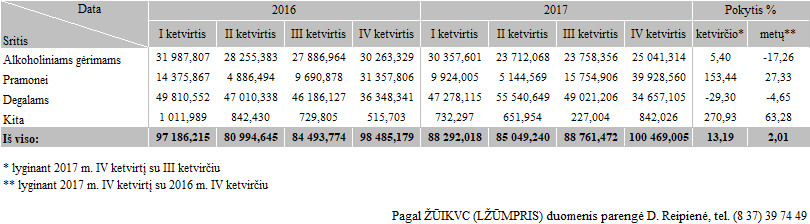 Data 2016 2017 Pokytis %
Sritis I ketvirtis II ketvirtis III ketvirtis IV ketvirtis I ketvirtis II ketvirtis III ketvirtis IV ketvirtis ketvirčio* metų**
Alkoholiniams gėrimams 31 987,807 28 255,383 27 886,964 30 263,329 30 357,601 23 712,068 23 758,356 25 041,314 5,40 -17,26
Pramonei 14 375,867 4 886,494 9 690,878 31 357,806 9 924,005 5 144,569 15 754,906 39 928,560 153,44 27,33
Degalams 49 810,552 47 010,338 46 186,127 36 348,341 47 278,115 55 540,649 49 021,206 34 657,105 -29,30 -4,65
Kita 1 011,989 842,430 729,805 515,703 732,297 651,954 227,004 842,026 270,93 63,28
Iš viso: 97 186,215 80 994,645 84 493,774 98 485,179 88 292,018 85 049,240 88 761,472 100 469,005 13,19 2,01
* lyginant 2017 m. IV ketvirtį su III ketvirčiu
** lyginant 2017 m. IV ketvirtį su 2016 m. IV ketvirčiu
Pagal ŽŪIKVC (LŽŪMPRIS) duomenis parengė D. Reipienė, tel. (8 37) 39 74 49